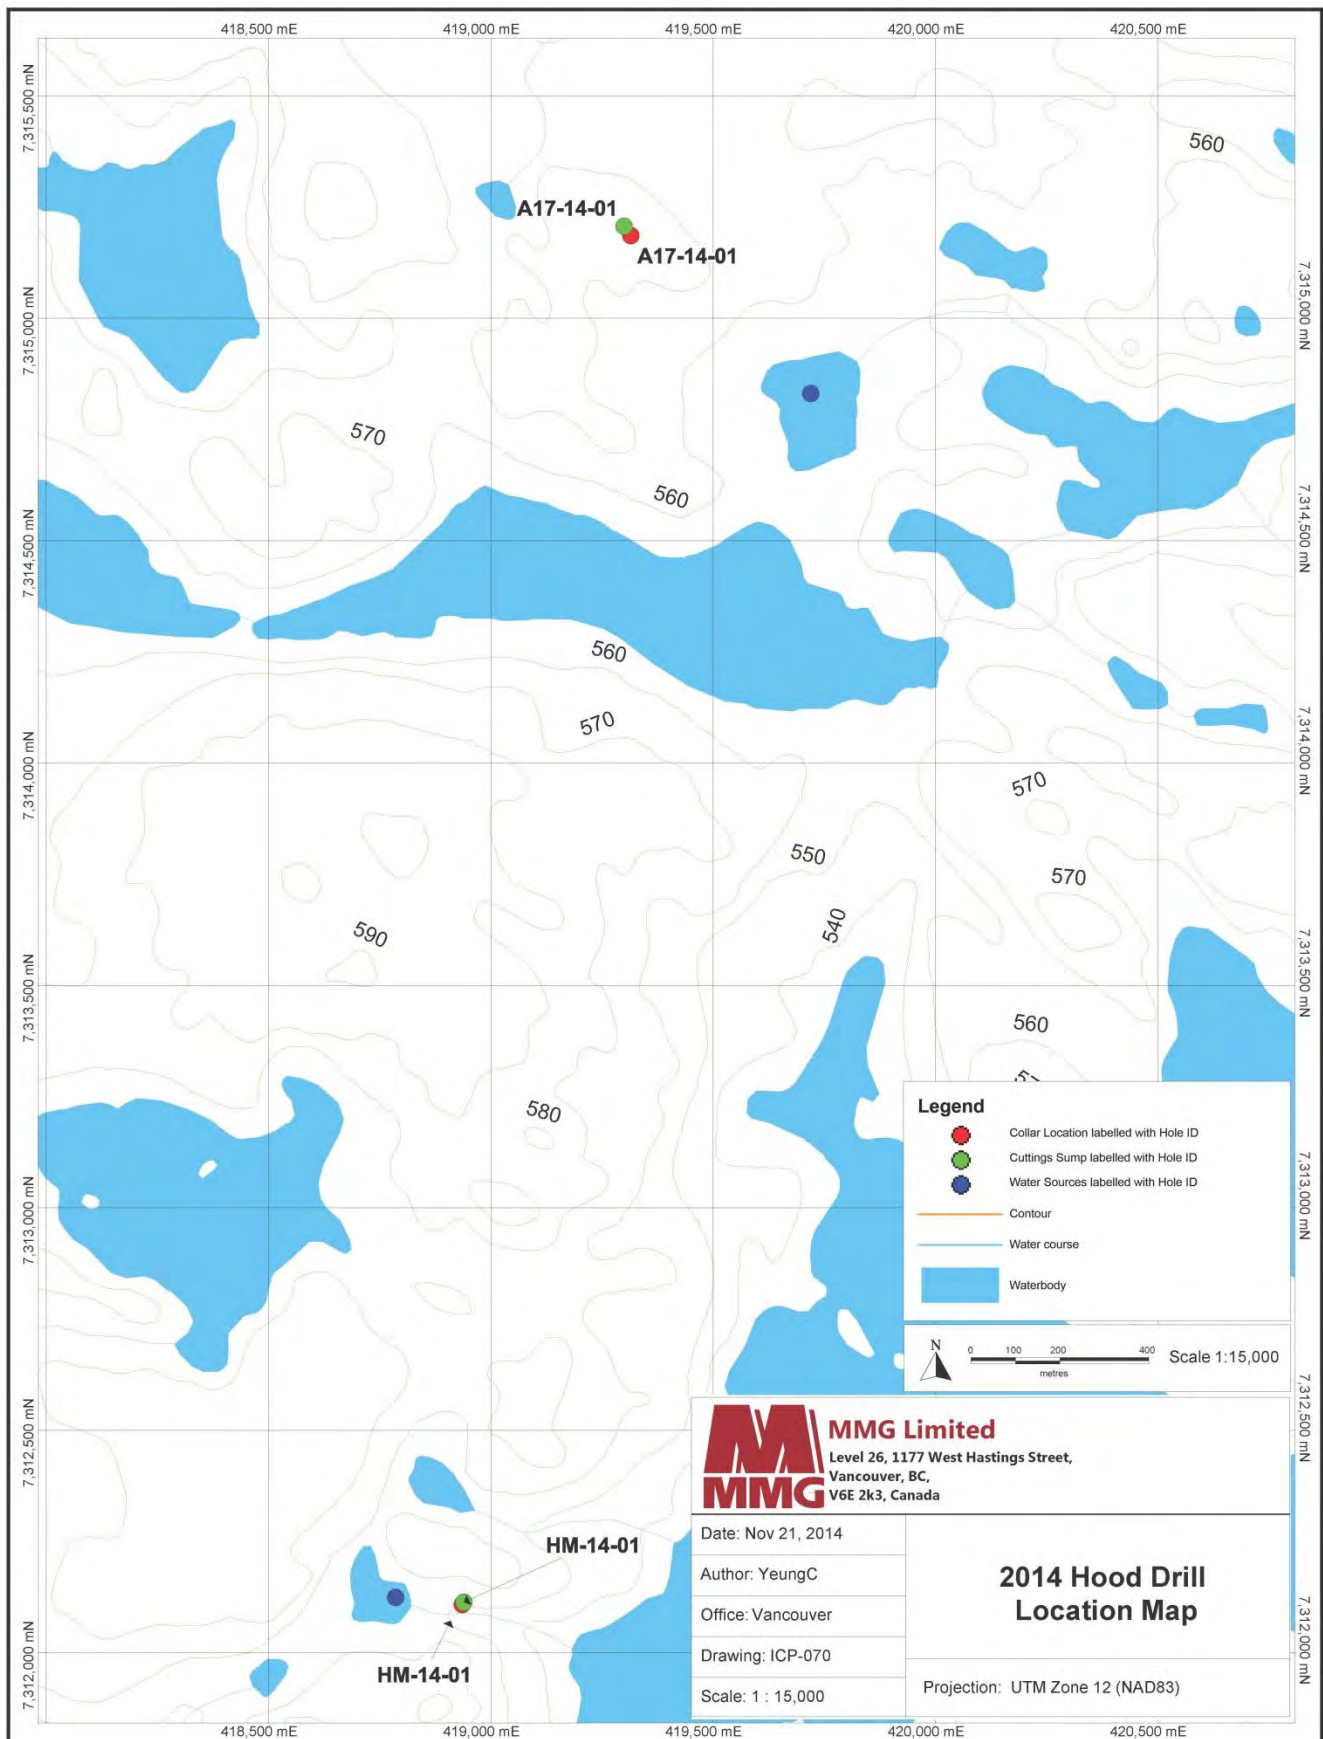 418,500 mE 419,000 mE 419,500 mE 420,000 mE 420,500 mE
7,315,500 mN
560
A17-14-01
A17-14-01
7,315,000 mN
7,315,000 mN
570
560
7,314,500 mN
7,314,500 mN
560
570
7,314,000 mN
7,314,000 mN
570
550
570
540
590
7,313,500 mN
7,313,500 mN
560
580
Legend
Collar Location labelled with Hole ID
Cuttings Sump labelled with Hole ID
Water Sources labelled with Hole ID
Contour
Water course
Waterbody
7,313,000 mN
7,313,000 mN
N
0 100 200 400
metres
Scale 1:15,000
7,312,500 mN
7,312,500 mN
MMG
MMG Limited
Level 26, 1177 West Hastings Street,
Vancouver, BC,
V6E 2k3, Canada
Date: Nov 21, 2014
Author: YeungC
Office: Vancouver
Drawing: ICP-070
Scale: 1 : 15,000
2014 Hood Drill
Location Map
Projection: UTM Zone 12 (NAD83)
HM-14-01
HM-14-01
7,312,000 mN
7,312,000 mN
418,500 mE 419,000 mE 419,500 mE 420,000 mE 420,500 mE